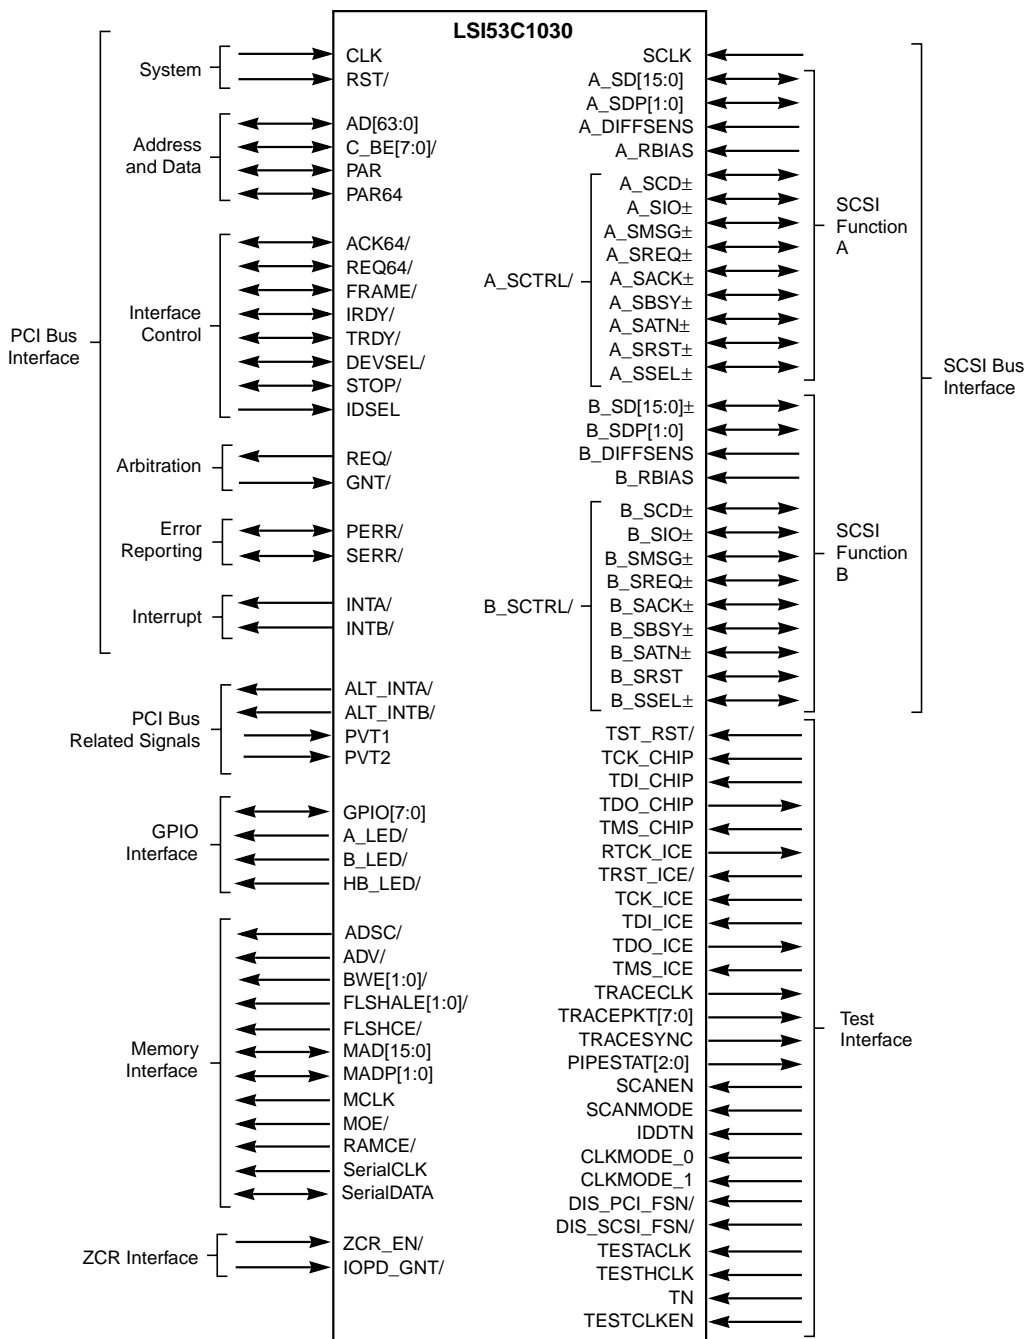 LSI53C1030
PCI Bus
Interface
System
CLK
RST/
Address
and Data
AD[63:0]
C_BE[7:0]/
PAR
PAR64
Interface
Control
ACK64/
REQ64/
FRAME/
IRDY/
TRDY/
DEVSEL/
STOP/
IDSEL
Arbitration
REQ/
GNT/
Error
Reporting
PERR/
SERR/
Interrupt
INTA/
INTB/
PCI Bus
Related Signals
ALT_INTA/
ALT_INTB/
PVT1
PVT2
GPIO
Interface
GPIO[7:0]
A_LED/
B_LED/
HB_LED/
Memory
Interface
ADSC/
ADV/
BWE[1:0]/
FLSHALE[1:0]/
FLSHCE/
MAD[15:0]
MADP[1:0]
MCLK
MOE/
RAMCE/
SerialCLK
SerialDATA
ZCR Interface
ZCR_EN/
IOPD_GNT/
SCLK
A_SD[15:0]
A_SDP[1:0]
A_DIFFSENS
A_RBIAS
A_SCTRL/
A_SCD±
A_SIO±
A_SMSG±
A_SREQ±
A_SACK±
A_SBSY±
A_SATN±
A_SRST±
A_SSEL±
SCSI
Function
A
B_SD[15:0]±
B_SDP[1:0]
B_DIFFSENS
B_RBIAS
B_SCTRL/
B_SCD±
B_SIO±
B_SMSG±
B_SREQ±
B_SACK±
B_SBSY±
B_SATN±
B_SRST
B_SSEL±
SCSI
Function
B
SCSI Bus
Interface
TST_RST/
TCK_CHIP
TDI_CHIP
TDO_CHIP
TMS_CHIP
RTCK_ICE
TRST_ICE/
TCK_ICE
TDI_ICE
TDO_ICE
TMS_ICE
TRACECLK
TRACEPKT[7:0]
TRACESYNC
PIPESTAT[2:0]
SCANEN
SCANMODE
IDDTN
CLKMODE_0
CLKMODE_1
DIS_PCI_FSN/
DIS_SCSI_FSN/
TESTACLK
TESTHCLK
TN
TESTCLKEN
Test
Interface